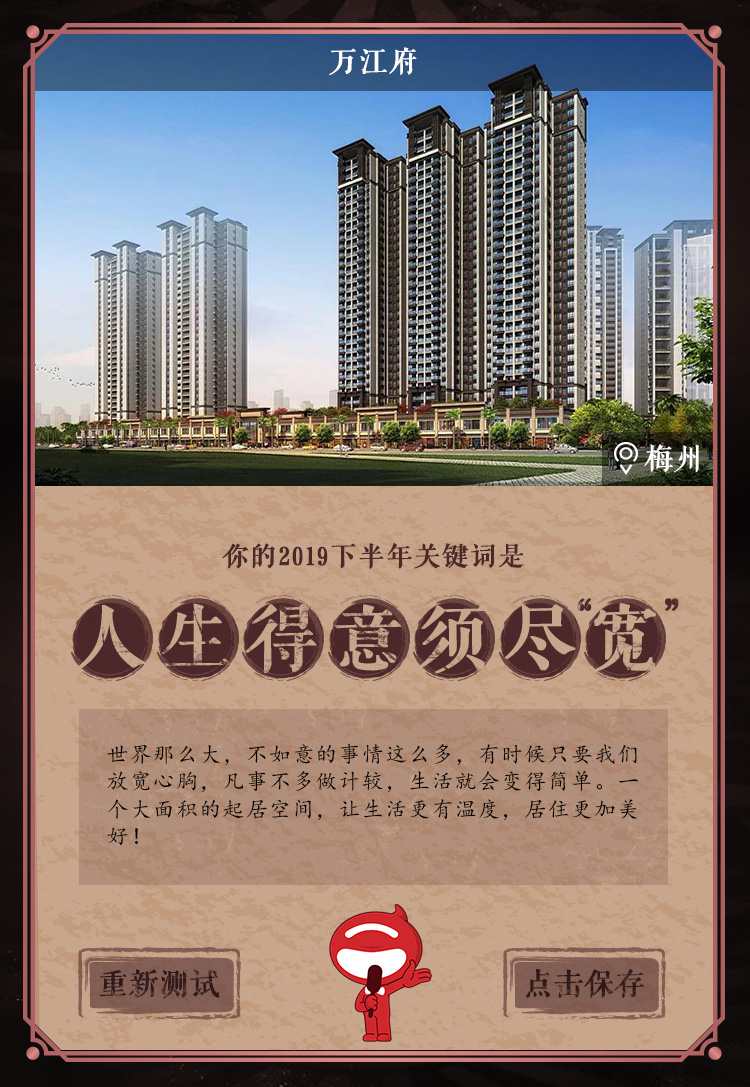 万江府
梅州
你的2019下半年关键词是
人生得意须尽“宽”
世界那么大，不如意的事情这么多，有时候只要我们
放宽心胸，凡事不多做计较，生活就会变得简单。一
个大面积的起居空间，让生活更有温度，居住更加美
好！
重新测试
点击保存